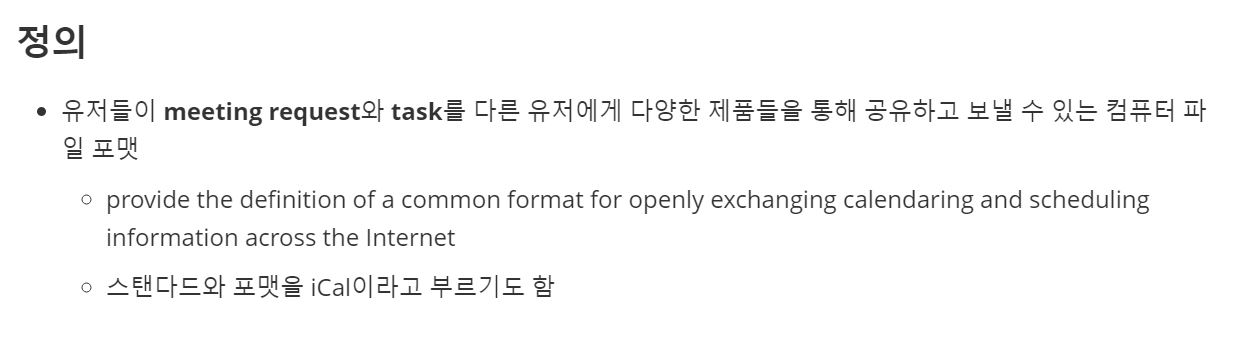 정의
유저들이 meeting request와 task를 다른 유저에게 다양한 제품들을 통해 공유하고 보낼 수 있는 컴퓨터 파
일 포맷
provide the definition of a common format for openly exchanging calendaring and scheduling
information across the Internet
스탠다드와 포맷을 iCal이라고 부르기도 함